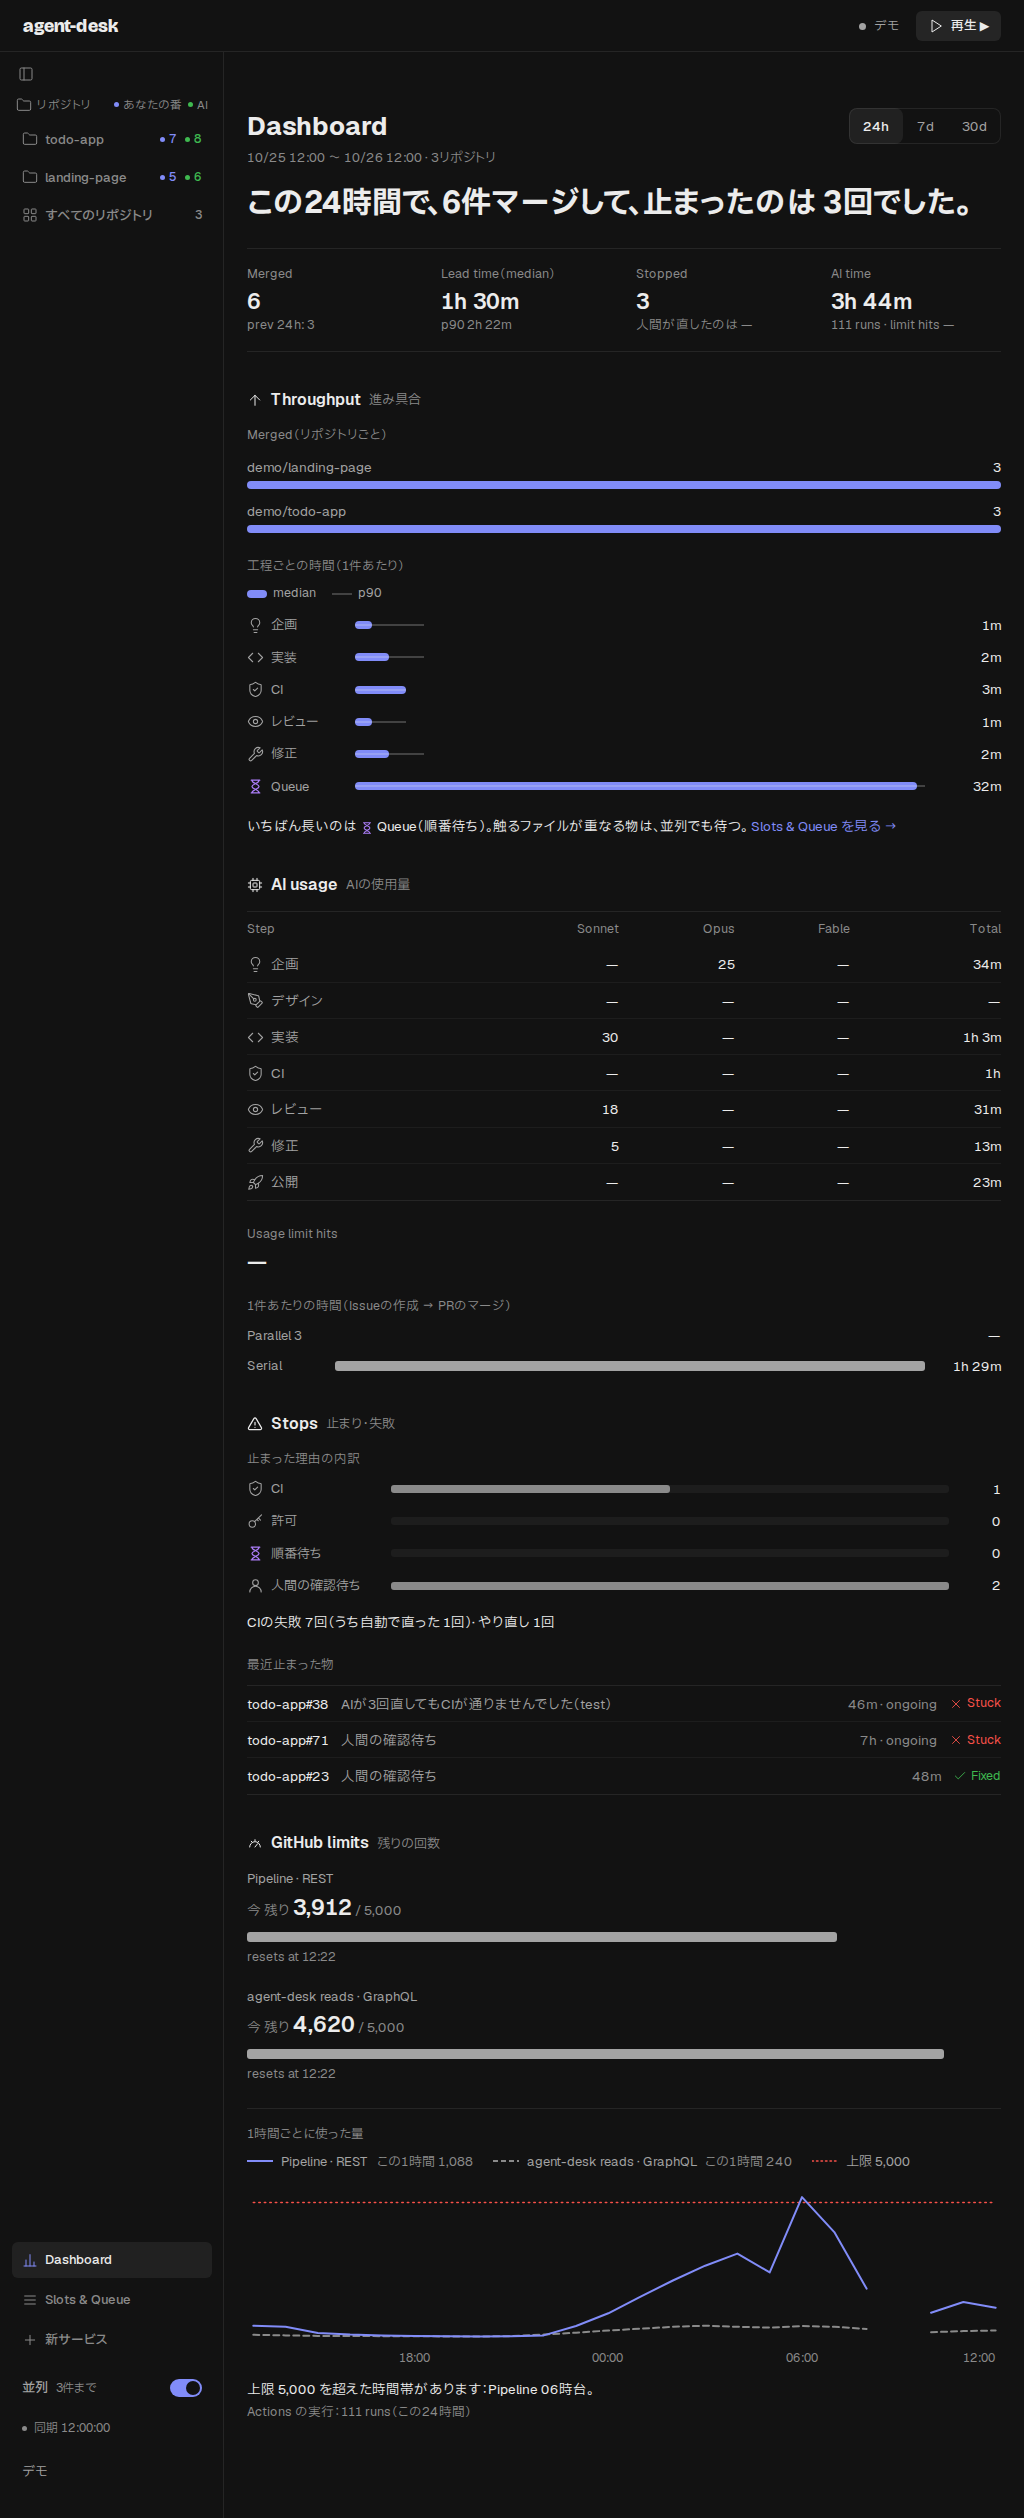 agent-desk
デモ
再生 ▶
リポジトリ
あなたの番 AI
todo-app 7 8
landing-page 5 6
すべてのリポジトリ 3
Dashboard
24h 7d 30d
10/25 12:00 〜 10/26 12:00 · 3リポジトリ
この24時間で、6件マージして、止まったのは 3回でした。
Merged
6
prev 24h: 3
Lead time(median)
1h 30m
p90 2h 22m
Stopped
3
人間が直したのは —
AI time
3h 44m
111 runs · limit hits —
Throughput 進み具合
Merged(リポジトリごと)
demo/landing-page 3
demo/todo-app 3
工程ごとの時間(1件あたり)
median p90
企画 1m
実装 2m
CI 3m
レビュー 1m
修正 2m
Queue 32m
いちばん長いのは Queue(順番待ち)。触るファイルが重なる物は、並列でも待つ。 Slots & Queue を見る →
AI usage AIの使用量
Step Sonnet Opus Fable Total
企画 — 25 — 34m
デザイン — — — —
実装 30 — — 1h 3m
CI — — — 1h
レビュー 18 — — 31m
修正 5 — — 13m
公開 — — — 23m
Usage limit hits
—
1件あたりの時間(Issueの作成 → PRのマージ)
Parallel 3 —
Serial 1h 29m
Stops 止まり・失敗
止まった理由の内訳
CI 1
許可 0
順番待ち 0
人間の確認待ち 2
CIの失敗 7回(うち自動で直った 1回)· やり直し 1回
最近止まった物
todo-app#38 AIが3回直してもCIが通りませんでした(test) 46m · ongoing Stuck
todo-app#71 人間の確認待ち 7h · ongoing Stuck
todo-app#23 人間の確認待ち 48m Fixed
GitHub limits 残りの回数
Pipeline · REST
今 残り 3,912 / 5,000
resets at 12:22
agent-desk reads · GraphQL
今 残り 4,620 / 5,000
resets at 12:22
1時間ごとに使った量
Pipeline · REST この1時間 1,088 agent-desk reads · GraphQL この1時間 240 上限 5,000
18:00 00:00 06:00 12:00
上限 5,000 を超えた時間帯があります：Pipeline 06時台。
Actions の実行：111 runs(この24時間)
Dashboard
Slots & Queue
新サービス
並列 3件まで
同期 12:00:00
デモ